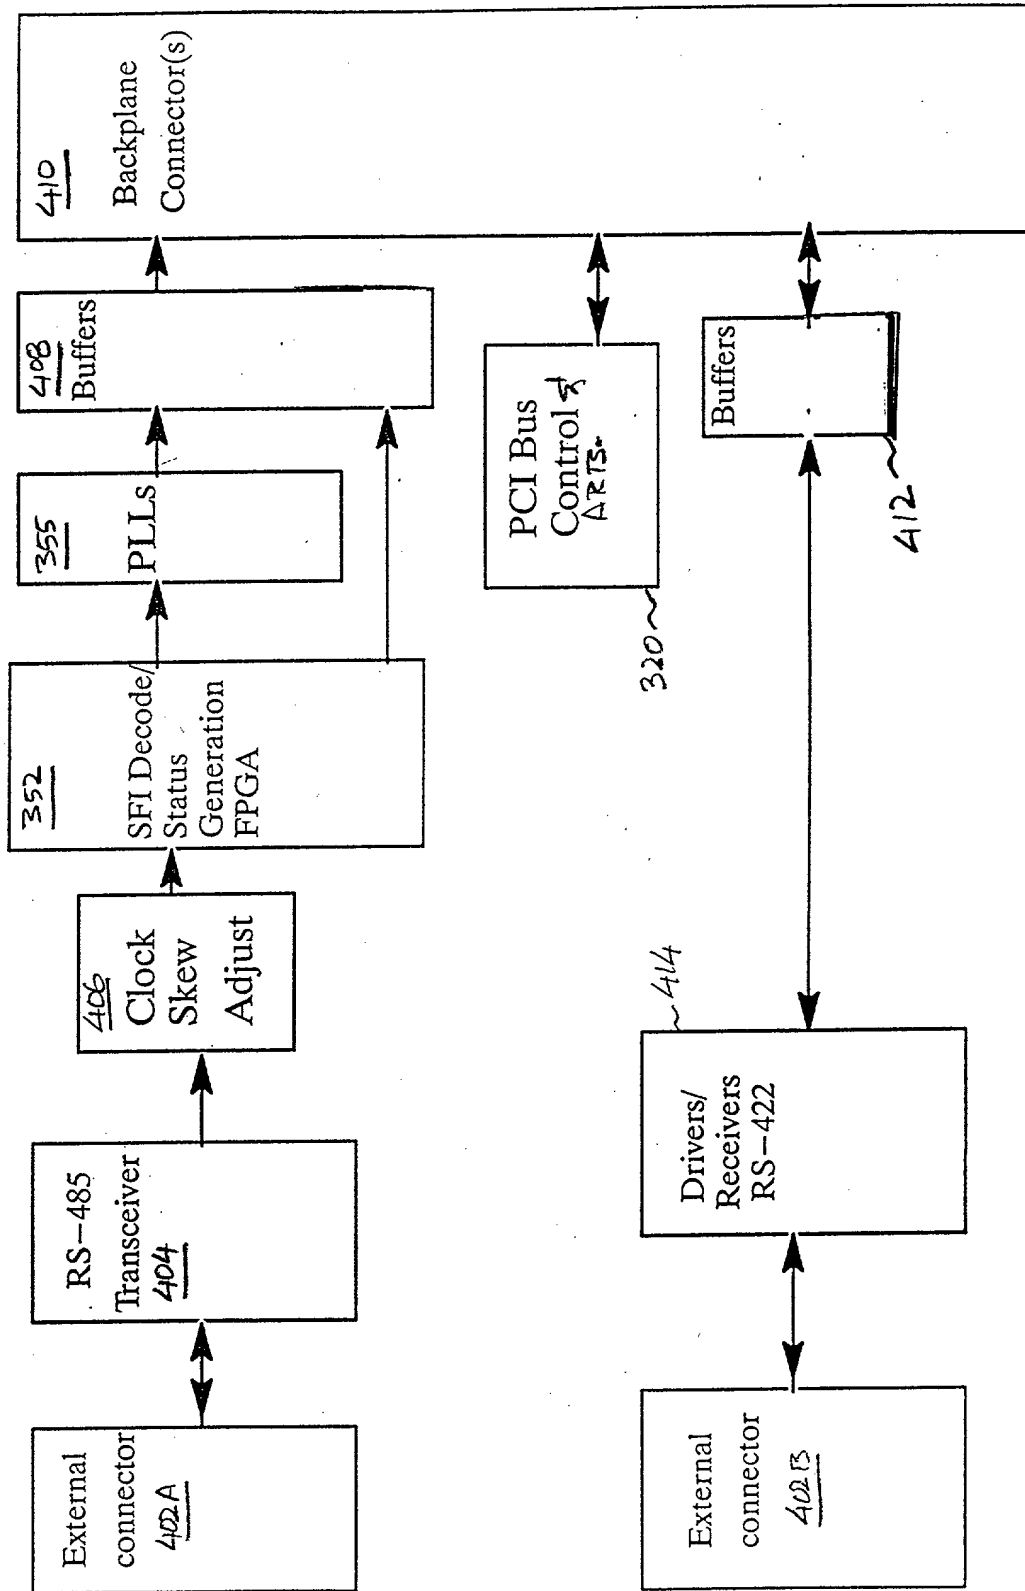 External
connector
402A
RS-485
Transceiver
404
406
Clock
Skew
Adjust
352
SFI Decode/
Status
Generation
FPGA
355
PLLs
408
Buffers
410
Backplane
Connector(s)
PCI Bus
Control &
ARTB.
320
External
connector
402B
Drivers/
Receivers
RS-422
414
Buffers
412